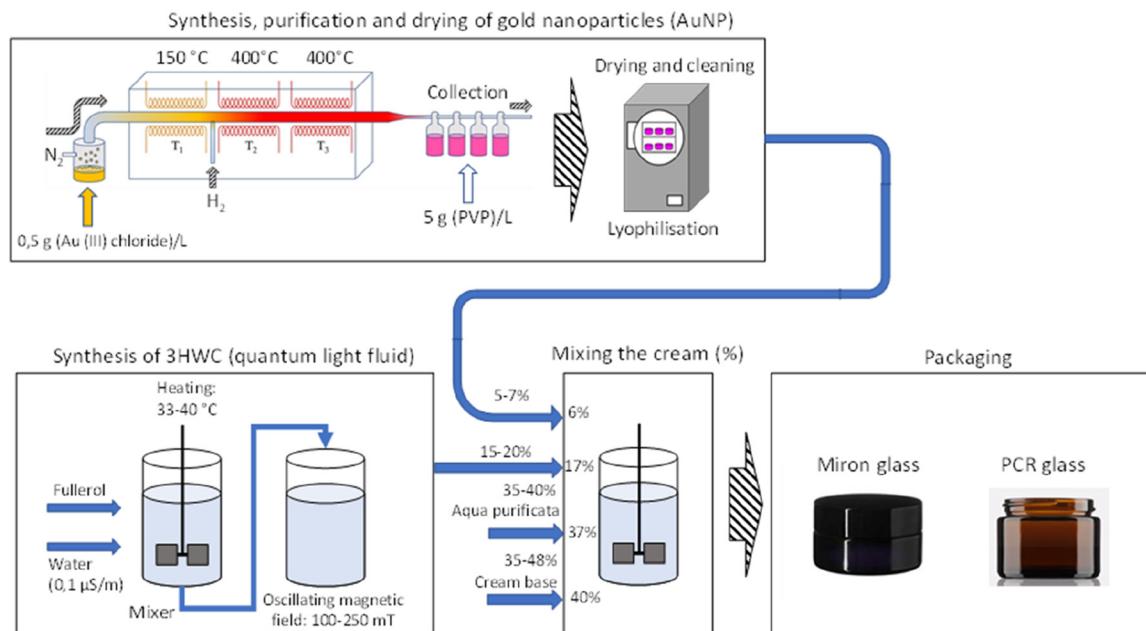 Synthesis, purification and drying of gold nanoparticles (AuNP)
150 °C
400°C
400°C
T1
T2
T3
N2
H2
0,5 g (Au (III) chloride)/L
Collection
5 g (PVP)/L
Drying and cleaning
Lyophilisation
Synthesis of 3HWC (quantum light fluid)
Heating:
33-40 °C
Fullerol
Water
(0,1 µS/m)
Mixer
Oscillating magnetic
field: 100-250 mT
Mixing the cream (%)
5-7%
6%
15-20%
17%
35-40%
Aqua purificata
37%
35-48%
Cream base
40%
Packaging
Miron glass
PCR glass